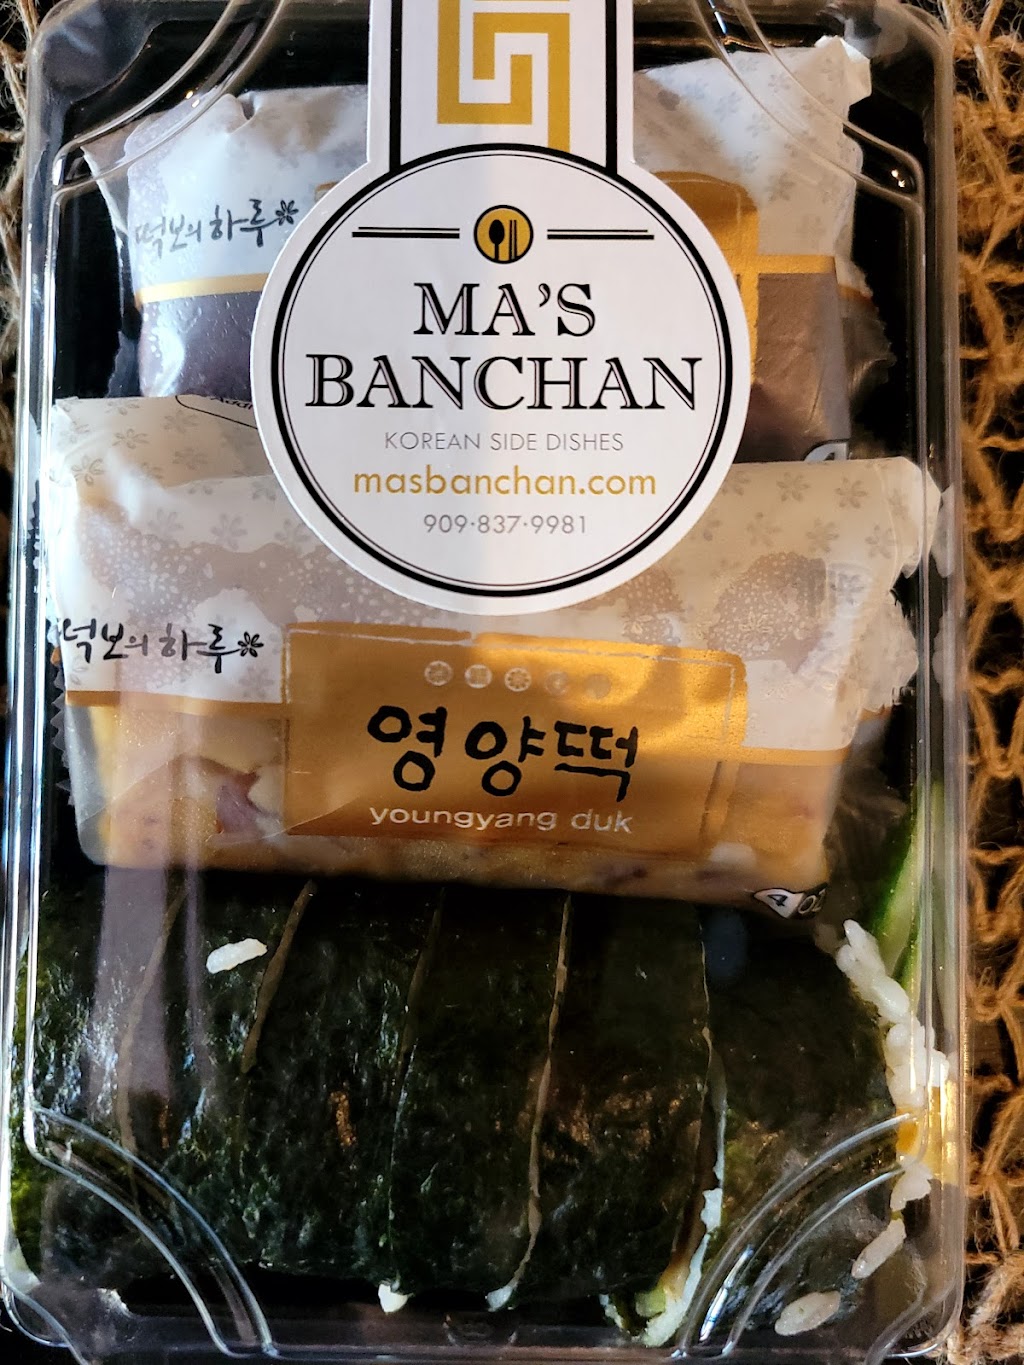 떡보의하루
MA'S
BANCHAN
KOREAN SIDE DISHES
masbanchan.com
909·837·9981
떡보의하루
영양떡
youngyang duk
4